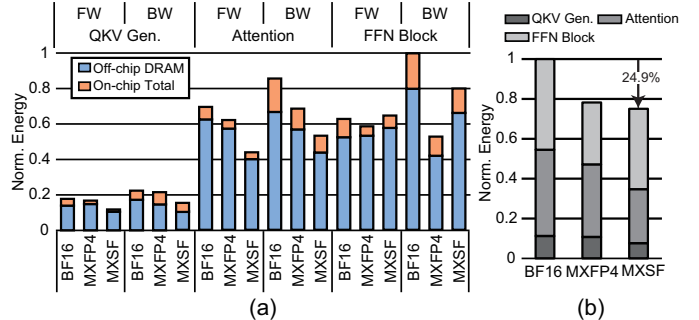 FW BW FW BW FW BW
QKV Gen. Attention FFN Block
Norm. Energy
1
0.8
0.6
0.4
0.2
0
Off-chip DRAM
On-chip Total
BF16 MXFP4 MXSF BF16 MXFP4 MXSF BF16 MXFP4 MXSF BF16 MXFP4 MXSF BF16 MXFP4 MXSF BF16 MXFP4 MXSF
(a)
QKV Gen. Attention
FFN Block
Norm. Energy
1
0.8
0.6
0.4
0.2
0
24.9%
BF16 MXFP4 MXSF
(b)